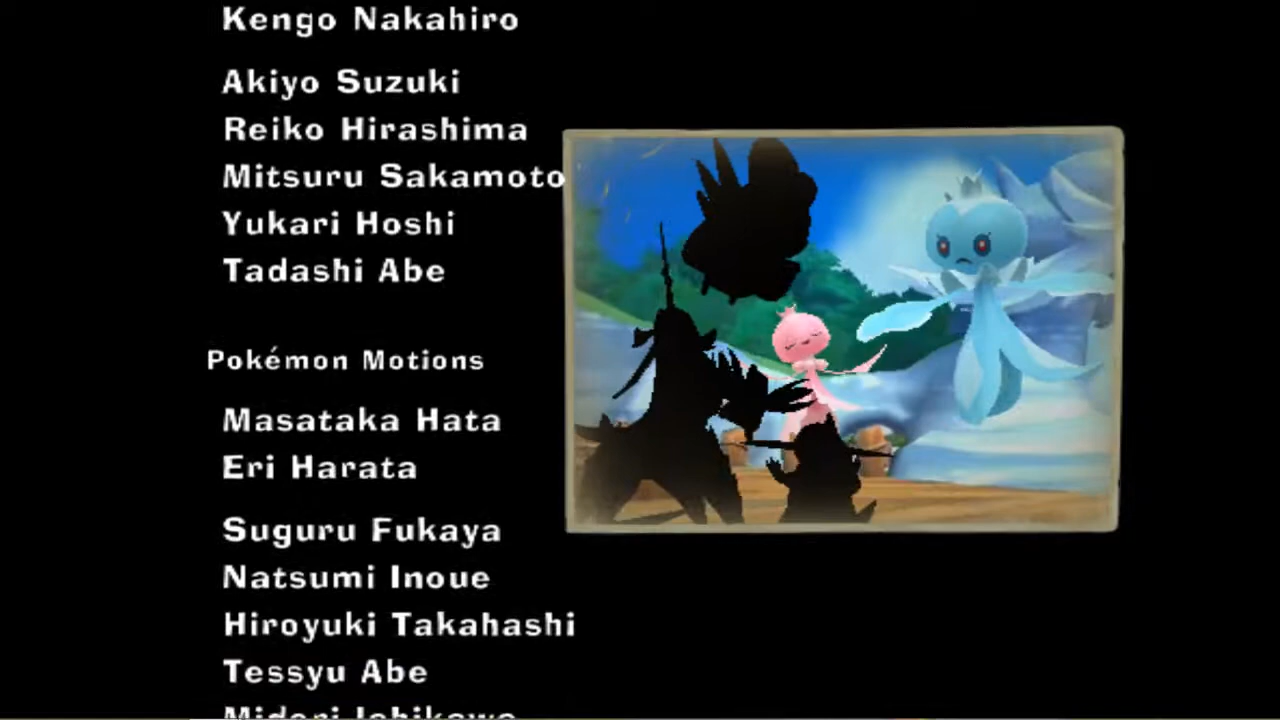 Kengo Nakahiro
Akiyo Suzuki
Reiko Hirashima
Mitsuru Sakamoto
Yukari Hoshi
Tadashi Abe
Pokémon Motions
Masataka Hata
Eri Harata
Suguru Fukaya
Natsumi Inoue
Hiroyuki Takahashi
Tessyu Abe